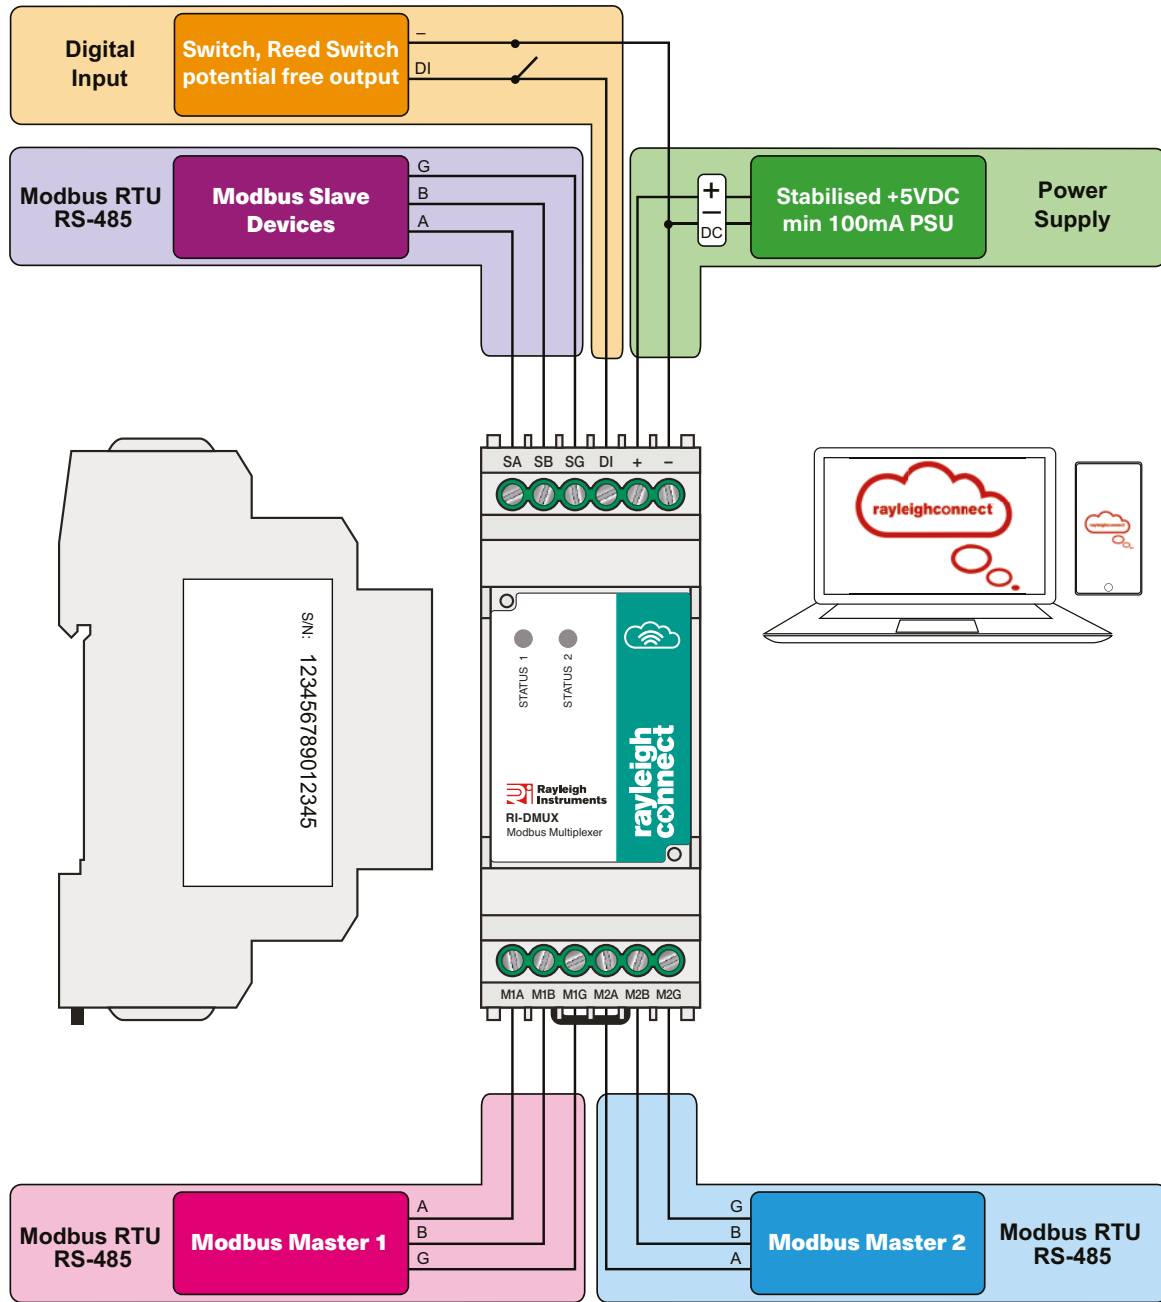 Digital
Input
Switch, Reed Switch
potential free output
–
DI
Modbus RTU
RS-485
Modbus Slave
Devices
G
B
A
+
–
DC
Stabilised +5VDC
min 100mA PSU
Power
Supply
SA SB SG DI + –
rayleighconnect
rayleighconnect
S/N: 123456789012345
STATUS 1
STATUS 2
rayleigh
connect
Ri Rayleigh
Instruments
RI-DMUX
Modbus Multiplexer
M1A M1B M1G M2A M2B M2G
Modbus RTU
RS-485
Modbus Master 1
A
B
G
G
B
A
Modbus Master 2
Modbus RTU
RS-485